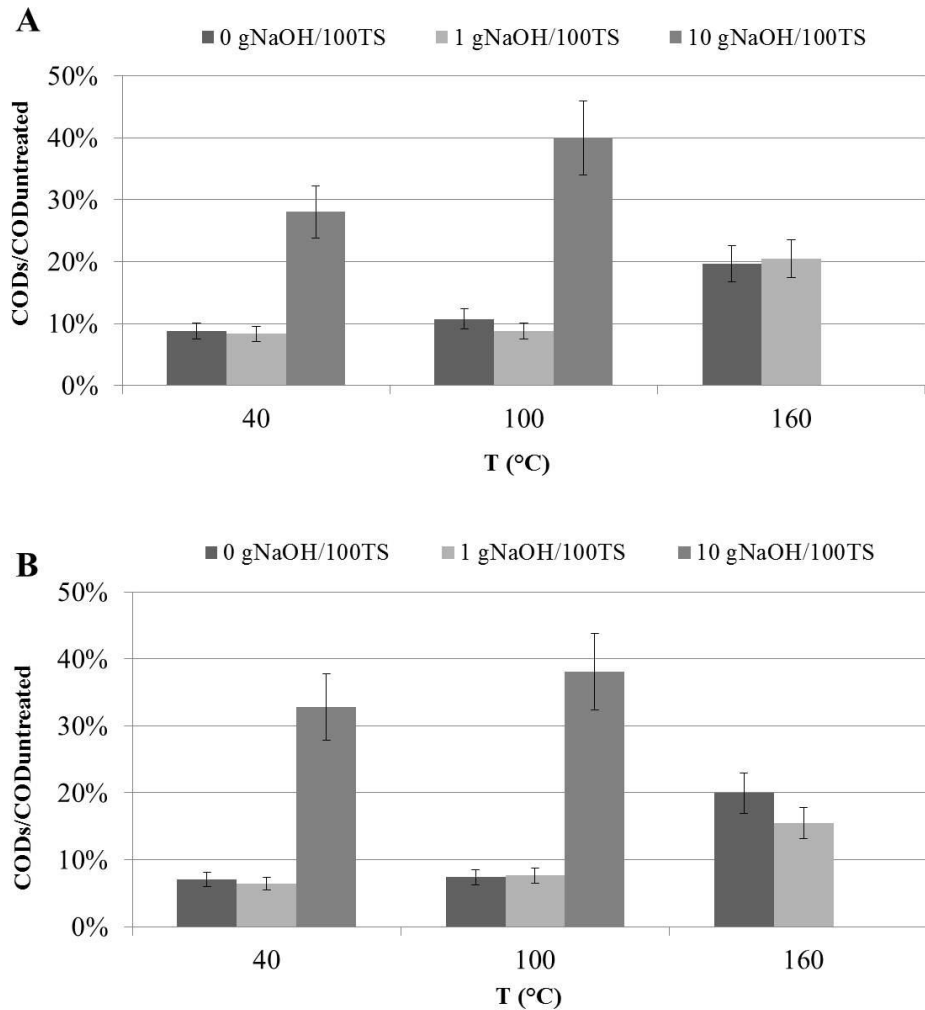 A
0 gNaOH/100TS 1 gNaOH/100TS 10 gNaOH/100TS
50%
40%
30%
20%
10%
0%
CODs/CODuntreated
40 100 160
T (°C)
B
0 gNaOH/100TS 1 gNaOH/100TS 10 gNaOH/100TS
50%
40%
30%
20%
10%
0%
CODs/CODuntreated
40 100 160
T (°C)